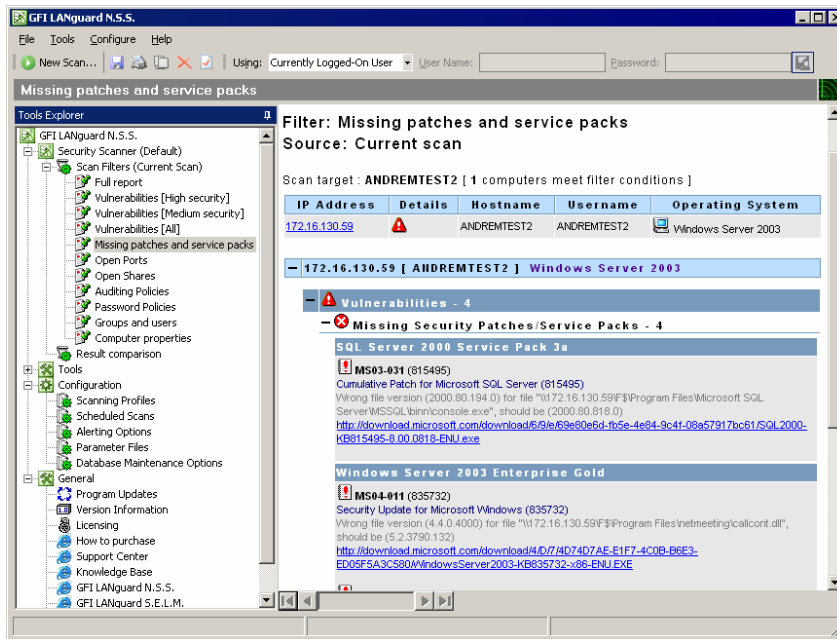 GFI LANguard N.S.S.
File Tools Configure Help
New Scan... Using: Currently Logged-On User User Name: Password:
Missing patches and service packs
Tools Explorer
GFI LANguard N.S.S.
Security Scanner (Default)
Scan Filters (Current Scan)
Full report
Vulnerabilities [High security]
Vulnerabilities [Medium security]
Vulnerabilities [All]
Missing patches and service packs
Open Ports
Open Shares
Auditing Policies
Password Policies
Groups and users
Computer properties
Result comparison
Tools
Configuration
Scanning Profiles
Scheduled Scans
Alerting Options
Parameter Files
Database Maintenance Options
General
Program Updates
Version Information
Licensing
How to purchase
Support Center
Knowledge Base
GFI LANguard N.S.S.
GFI LANguard S.E.L.M.
Filter: Missing patches and service packs
Source: Current scan
Scan target : ANDREMTEST2 [ 1 computers meet filter conditions ]
IP Address Details Hostname Username Operating System
172.16.130.59 ANDREMTEST2 ANDREMTEST2 Windows Server 2003
172.16.130.59 [ ANDREMTEST2 ] Windows Server 2003
Vulnerabilities - 4
Missing Security Patches/Service Packs - 4
SQL Server 2000 Service Pack 3a
MS03-031 (815495)
Cumulative Patch for Microsoft SQL Server (815495)
Wrong file version (2000.80.194.0) for file "\\172.16.130.59\F$\Program Files\Microsoft SQL
Server\MSSQL\binn\console.exe", should be (2000.80.818.0)
http://download.microsoft.com/download/6/9/e/69e80e6d-fb5e-4e84-9c4f-08a57917bc61/SQL2000-
KB815495-8.00.0818-ENU.exe
Windows Server 2003 Enterprise Gold
MS04-011 (835732)
Security Update for Microsoft Windows (835732)
Wrong file version (4.4.0.4000) for file "\\172.16.130.59\F$\Program Files\netmeeting\callcont.dll",
should be (5.2.3790.132)
http://download.microsoft.com/download/4/D/7/4D74D7AE-E1F7-4C0B-B6E3-
ED05F5A3C580/WindowsServer2003-KB835732-x86-ENU.EXE